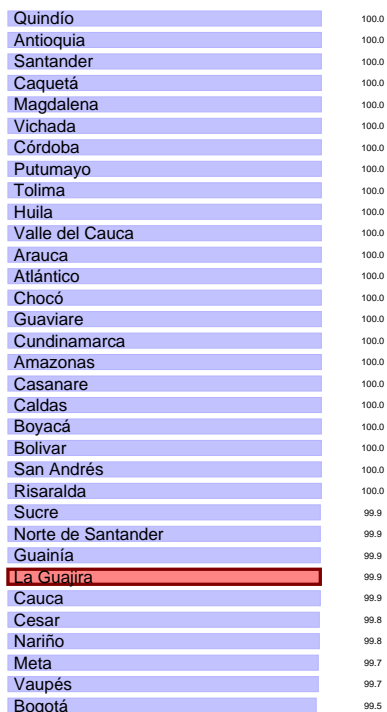 Quindío 100.0
Antioquia 100.0
Santander 100.0
Caquetá 100.0
Magdalena 100.0
Vichada 100.0
Córdoba 100.0
Putumayo 100.0
Tolima 100.0
Huila 100.0
Valle del Cauca 100.0
Arauca 100.0
Atlántico 100.0
Chocó 100.0
Guaviare 100.0
Cundinamarca 100.0
Amazonas 100.0
Casanare 100.0
Caldas 100.0
Boyacá 100.0
Bolivar 100.0
San Andrés 100.0
Risaralda 100.0
Sucre 99.9
Norte de Santander 99.9
Guainía 99.9
La Guajira 99.9
Cauca 99.9
Cesar 99.8
Nariño 99.8
Meta 99.7
Vaupés 99.7
Bogotá 99.5